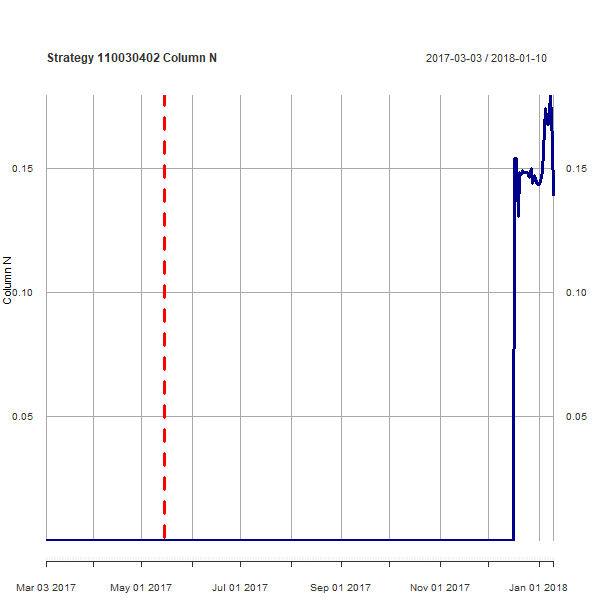 Strategy 110030402 Column N
2017-03-03 / 2018-01-10
0.15
0.15
Column N
0.10
0.10
0.05
0.05
Mar 03 2017
May 01 2017
Jul 01 2017
Sep 01 2017
Nov 01 2017
Jan 01 2018